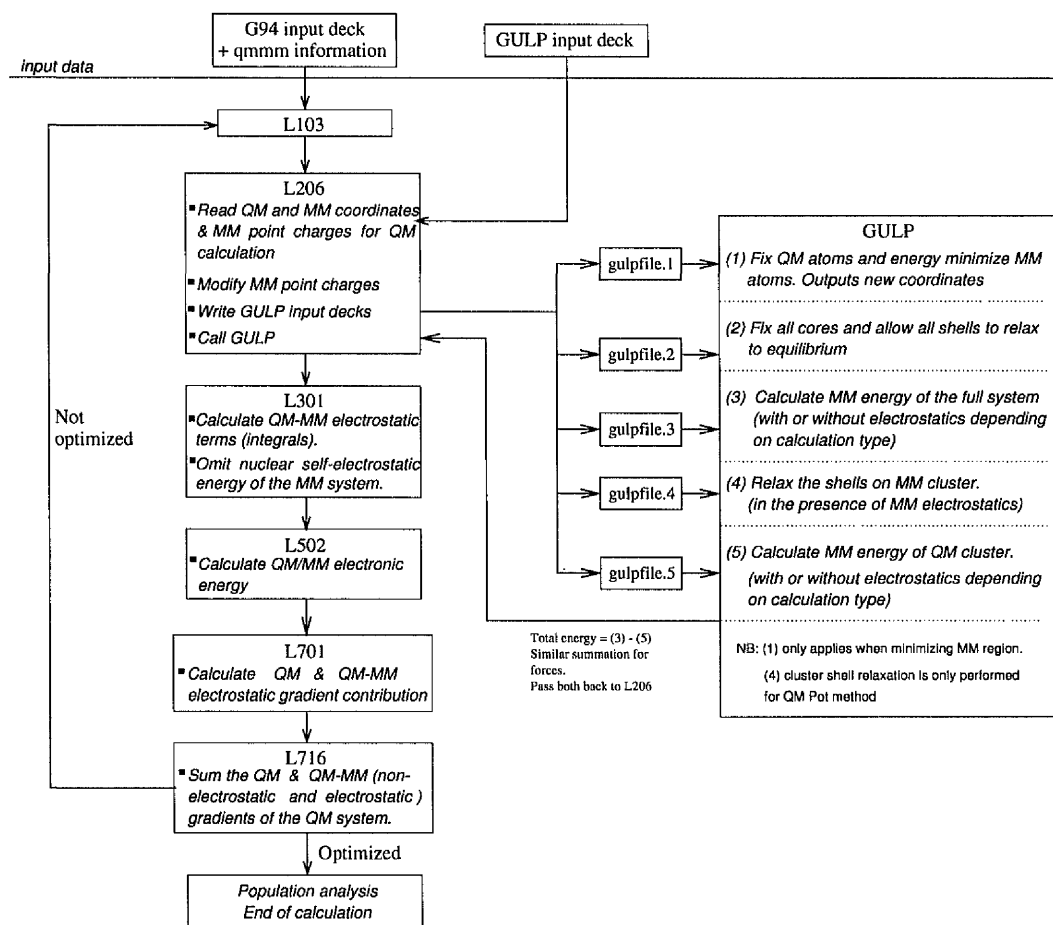 G94 input deck
+ qmmm information
GULP input deck
input data
L103
L206
▪ Read QM and MM coordinates
& MM point charges for QM
calculation
▪ Modify MM point charges
▪ Write GULP input decks
▪ Call GULP
L301
▪ Calculate QM-MM electrostatic
terms (integrals).
▪ Omit nuclear self-electrostatic
energy of the MM system.
L502
▪ Calculate QM/MM electronic
energy
L701
▪ Calculate QM & QM-MM
electrostatic gradient contribution
L716
▪ Sum the QM & QM-MM (non-
electrostatic and electrostatic)
gradients of the QM system.
Optimized
Population analysis
End of calculation
Not
optimized
gulpfile.1
gulpfile.2
gulpfile.3
gulpfile.4
gulpfile.5
GULP
(1) Fix QM atoms and energy minimize MM
atoms. Outputs new coordinates
(2) Fix all cores and allow all shells to relax
to equilibrium
(3) Calculate MM energy of the full system
(with or without electrostatics depending
on calculation type)
(4) Relax the shells on MM cluster.
(in the presence of MM electrostatics)
(5) Calculate MM energy of QM cluster.
(with or without electrostatics depending
on calculation type)
NB: (1) only applies when minimizing MM region.
(4) cluster shell relaxation is only performed
for QM Pot method
Total energy = (3) - (5)
Similar summation for
forces.
Pass both back to L206